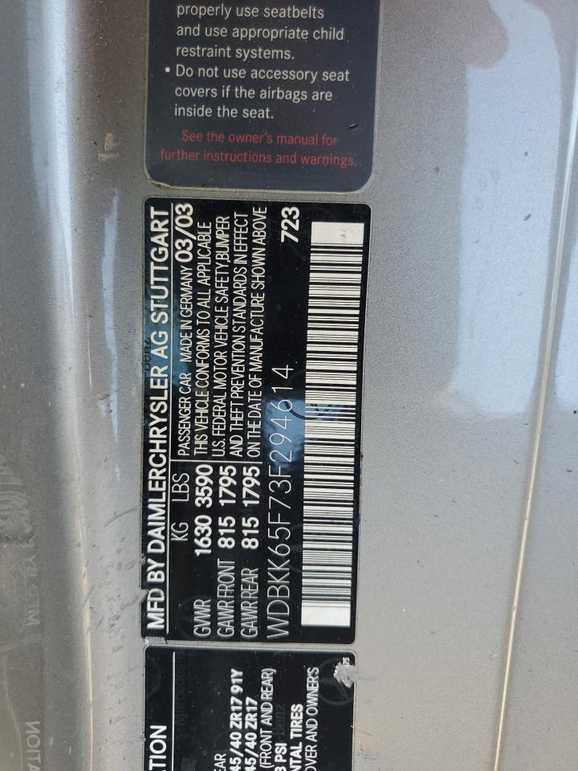 properly use seatbelts
and use appropriate child
restraint systems.
• Do not use accessory seat
covers if the airbags are
inside the seat.
See the owner's manual for
further instructions and warnings.
MFD BY DAIMLERCHRYSLER AG STUTTGART
KG LBS PASSENGER CAR MADE IN GERMANY 03/03
GVWR 1630 3590 THIS VEHICLE CONFORMS TO ALL APPLICABLE
U.S. FEDERAL MOTOR VEHICLE SAFETY,BUMPER
GAWR FRONT 815 1795 AND THEFT PREVENTION STANDARDS IN EFFECT
GAWR REAR 815 1795 ON THE DATE OF MANUFACTURE SHOWN ABOVE
WDBKK65F73F294614 723
TION
EAR
45/40 ZR17 91Y
45/40 ZR17
(FRONT AND REAR)
PSI
NTAL TIRES
OVER AND OWNER'S